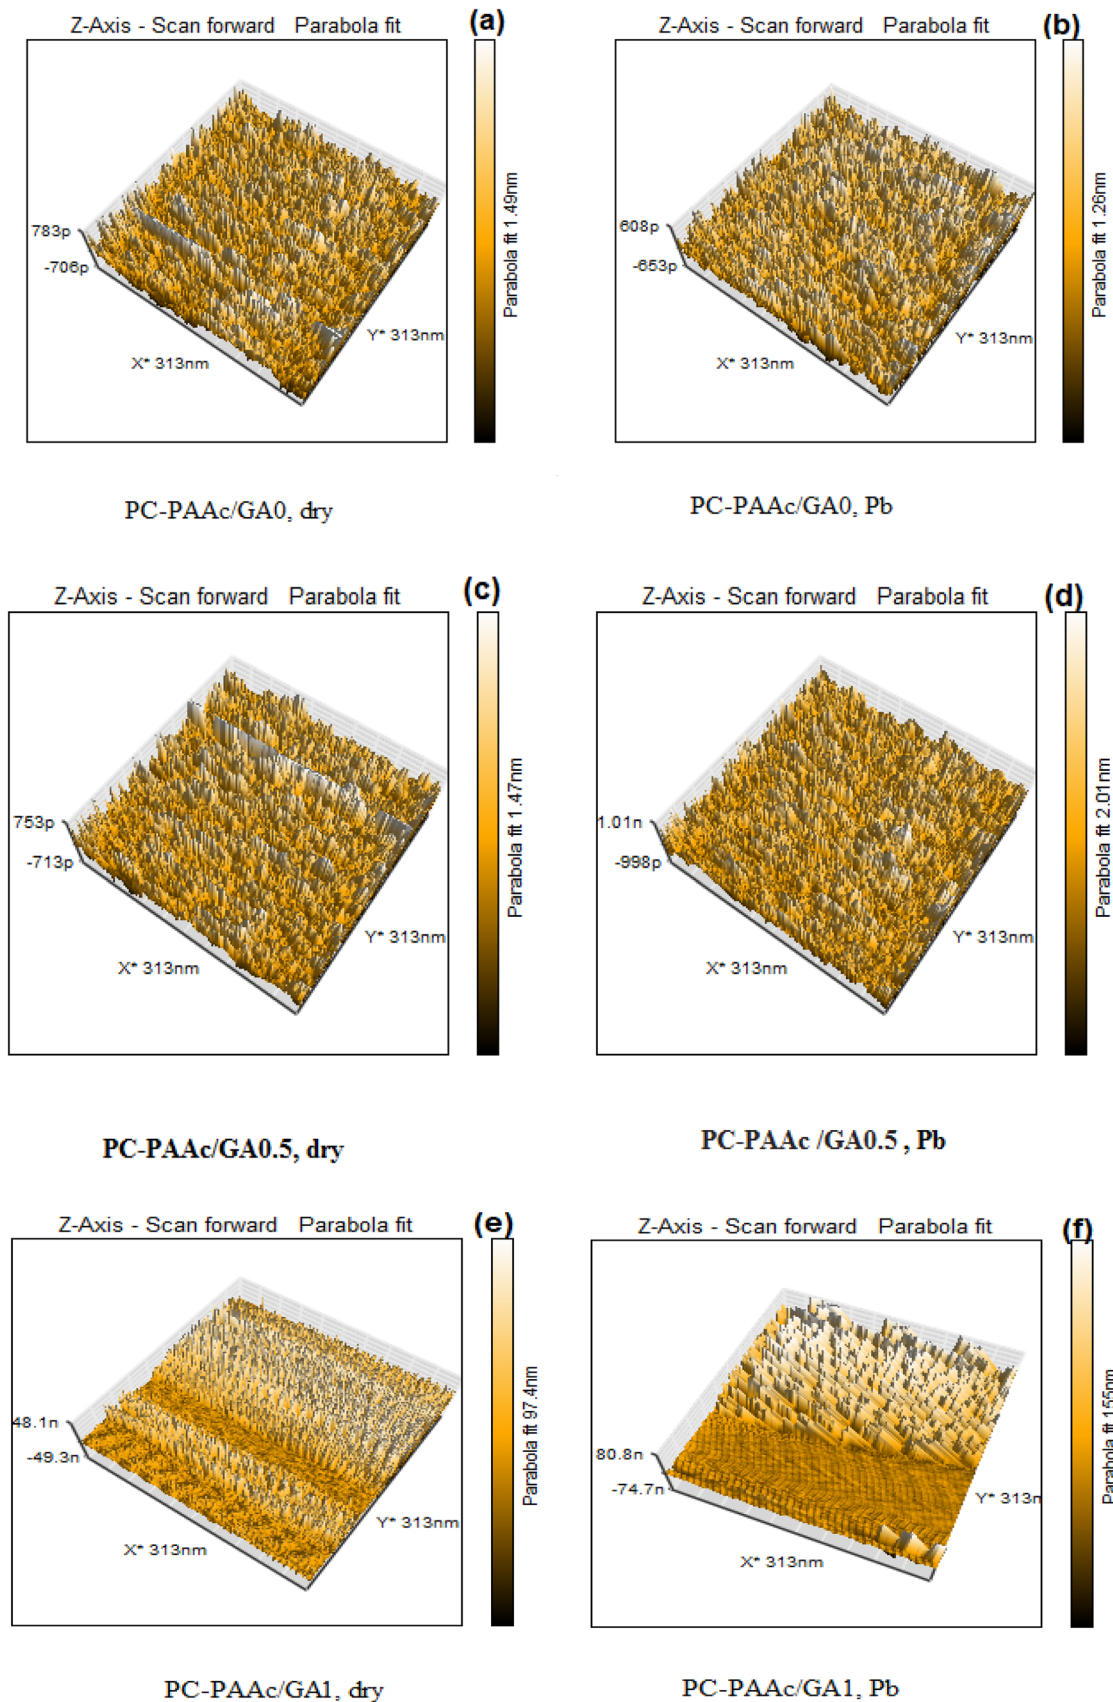 Z-Axis - Scan forward Parabola fit (a)
783p
-706p
X* 313nm
Y* 313nm
Parabola fit 1.49nm
PC-PAAc/GA0, dry
Z-Axis - Scan forward Parabola fit (b)
608p
-653p
X* 313nm
Y* 313nm
Parabola fit 1.26nm
PC-PAAc/GA0, Pb
Z-Axis - Scan forward Parabola fit (c)
753p
-713p
X* 313nm
Y* 313nm
Parabola fit 1.47nm
PC-PAAc/GA0.5, dry
Z-Axis - Scan forward Parabola fit (d)
1.01n
-998p
X* 313nm
Y* 313nm
Parabola fit 2.01nm
PC-PAAc /GA0.5 , Pb
Z-Axis - Scan forward Parabola fit (e)
48.1n
-49.3n
X* 313nm
Y* 313nm
Parabola fit 97.4nm
PC-PAAc/GA1, dry
Z-Axis - Scan forward Parabola fit (f)
80.8n
-74.7n
X* 313nm
Y* 313n
Parabola fit 155nm
PC-PAAc/GA1, Pb